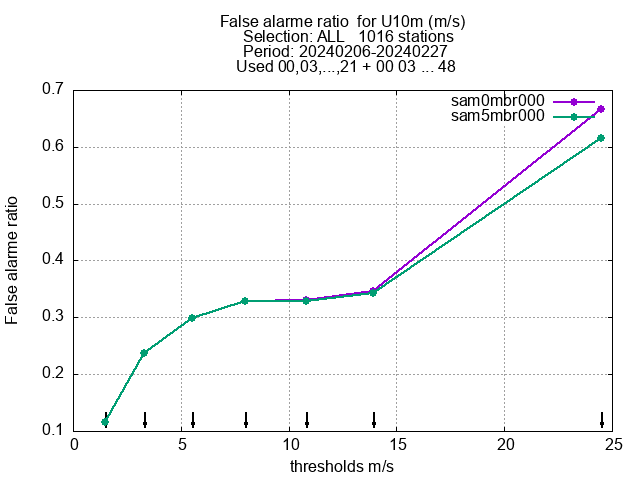 False alarme ratio  for U10m (m/s)
Selection: ALL   1016 stations
Period: 20240206-20240227
Used 00,03,...,21 + 00 03 ... 48
sam0mbr000
sam5mbr000
0.7
0.6
0.5
0.4
0.3
0.2
0.1
False alarme ratio
0 5 10 15 20 25
thresholds m/s